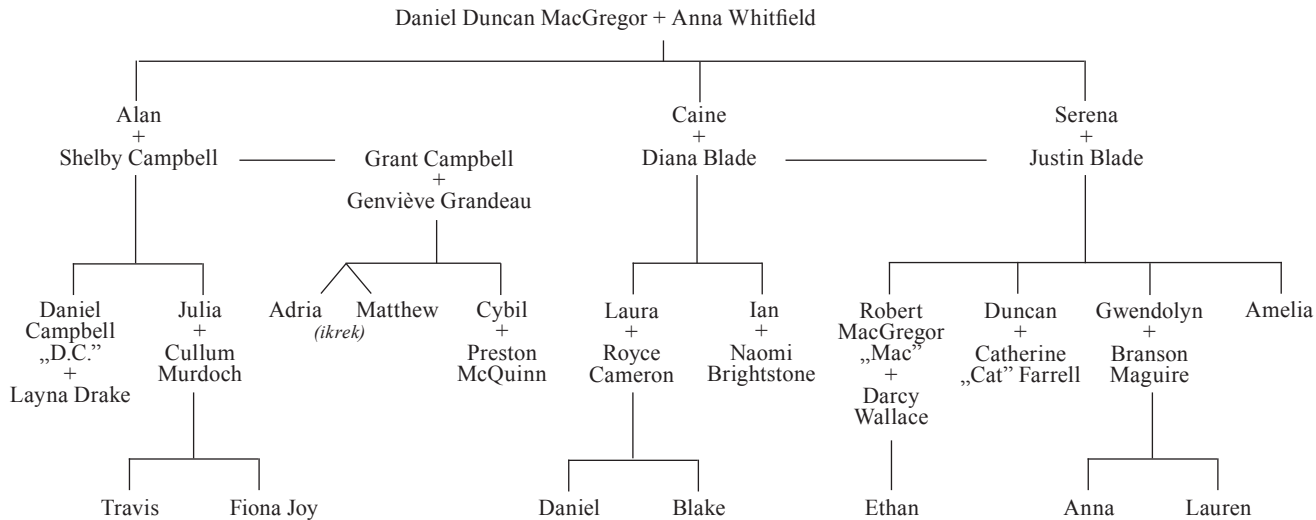 Daniel Duncan MacGregor + Anna Whitfield
Alan
+
Shelby Campbell
Grant Campbell
+
Genviève Grandeau
Caine
+
Diana Blade
Serena
+
Justin Blade
Daniel
Campbell
„D.C.”
+
Layna Drake
Julia
+
Cullum
Murdoch
Adria
Matthew
(ikrek)
Cybil
+
Preston
McQuinn
Laura
+
Royce
Cameron
Ian
+
Naomi
Brightstone
Robert
MacGregor
„Mac”
+
Darcy
Wallace
Duncan
+
Catherine
„Cat” Farrell
Gwendolyn
+
Branson
Maguire
Amelia
Travis
Fiona Joy
Daniel
Blake
Ethan
Anna
Lauren